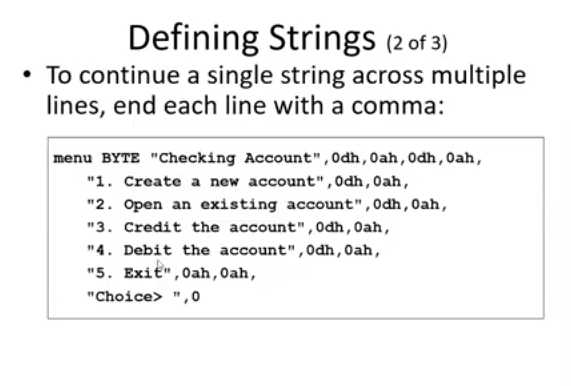 Defining Strings (2 of 3)
• To continue a single string across multiple
lines, end each line with a comma:
menu BYTE "Checking Account",0dh,0ah,0dh,0ah,
"1. Create a new account",0dh,0ah,
"2. Open an existing account",0dh,0ah,
"3. Credit the account",0dh,0ah,
"4. Debit the account",0dh,0ah,
"5. Exit",0ah,0ah,
"Choice> ",0